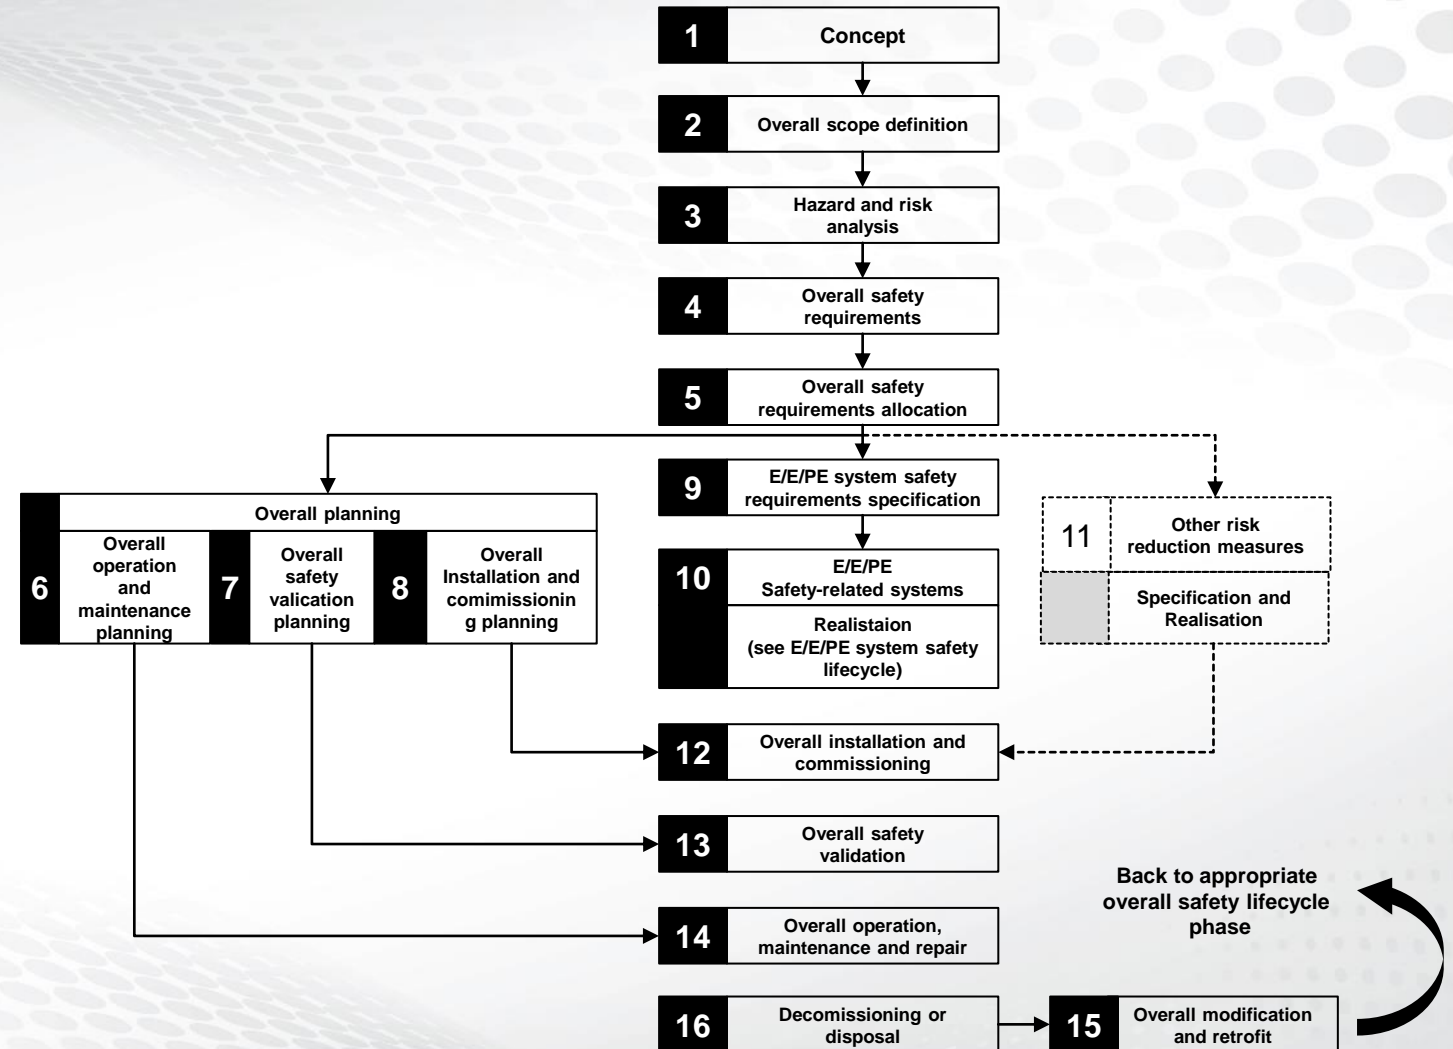 1
Concept
2
Overall scope definition
3
Hazard and risk
analysis
4
Overall safety
requirements
5
Overall safety
requirements allocation
9
E/E/PE system safety
requirements specification
Overall planning
6
Overall
operation
and
maintenance
planning
7
Overall
safety
valication
planning
8
Overall
Installation and
comimissionin
g planning
10
E/E/PE
Safety-related systems
Realistaion
(see E/E/PE system safety
lifecycle)
11
Other risk
reduction measures
Specification and
Realisation
12
Overall installation and
commissioning
13
Overall safety
validation
Back to appropriate
overall safety lifecycle
phase
14
Overall operation,
maintenance and repair
16
Decomissioning or
disposal
15
Overall modification
and retrofit